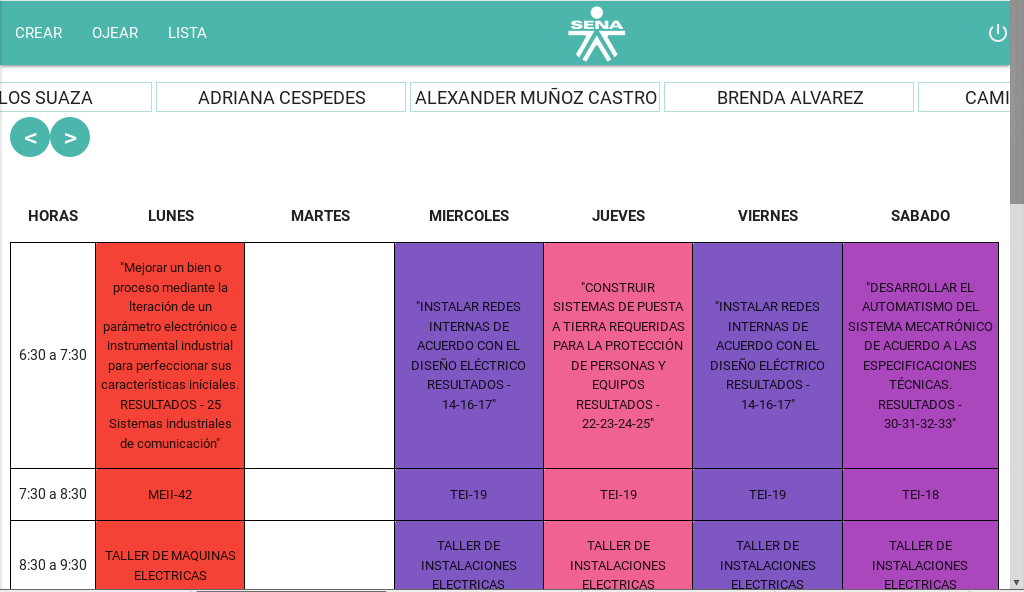 CREAR OJEAR LISTA
SENA
LOS SUAZA
ADRIANA CESPEDES
ALEXANDER MUÑOZ CASTRO
BRENDA ALVAREZ
CAMI
< >
HORAS LUNES MARTES MIERCOLES JUEVES VIERNES SABADO
6:30 a 7:30
"Mejorar un bien o
proceso mediante la
Iteración de un
parámetro electrónico e
instrumental industrial
para perfeccionar sus
características iníciales.
RESULTADOS - 25
Sistemas industriales
de comunicación"
"INSTALAR REDES
INTERNAS DE
ACUERDO CON EL
DISEÑO ELÉCTRICO
RESULTADOS -
14-16-17"
"CONSTRUIR
SISTEMAS DE PUESTA
A TIERRA REQUERIDAS
PARA LA PROTECCIÓN
DE PERSONAS Y
EQUIPOS
RESULTADOS -
22-23-24-25"
"INSTALAR REDES
INTERNAS DE
ACUERDO CON EL
DISEÑO ELÉCTRICO
RESULTADOS -
14-16-17"
"DESARROLLAR EL
AUTOMATISMO DEL
SISTEMA MECATRÓNICO
DE ACUERDO A LAS
ESPECIFICACIONES
TÉCNICAS.
RESULTADOS -
30-31-32-33"
7:30 a 8:30 MEII-42 TEI-19 TEI-19 TEI-19 TEI-18
8:30 a 9:30
TALLER DE MAQUINAS
ELECTRICAS
TALLER DE
INSTALACIONES
ELECTRICAS
TALLER DE
INSTALACIONES
ELECTRICAS
TALLER DE
INSTALACIONES
ELECTRICAS
TALLER DE
INSTALACIONES
ELECTRICAS